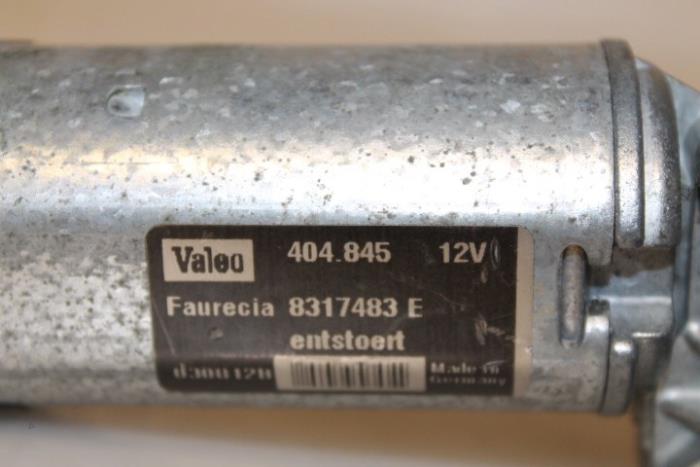 Valeo 404.845 12V
Faurecia 8317483 E
entstoert
Made in
Germany